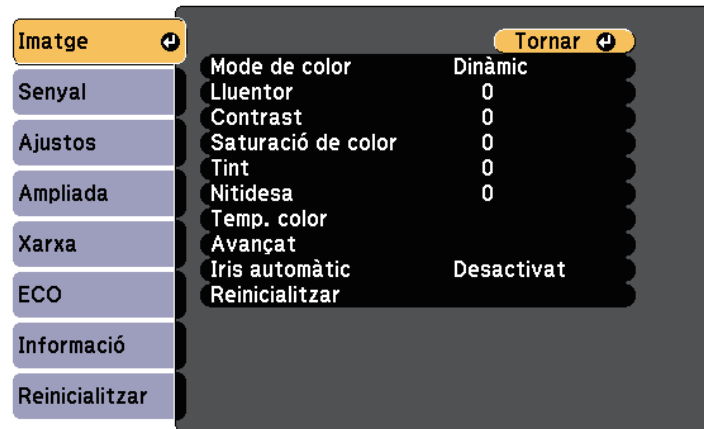 Imatge
Senyal
Ajustos
Ampliada
Xarxa
ECO
Informació
Reinicialitzar
Tornar
Mode de color Dinàmic
Lluentor 0
Contrast 0
Saturació de color 0
Tint 0
Nitidesa 0
Temp. color
Avançat
Iris automàtic Desactivat
Reinicialitzar